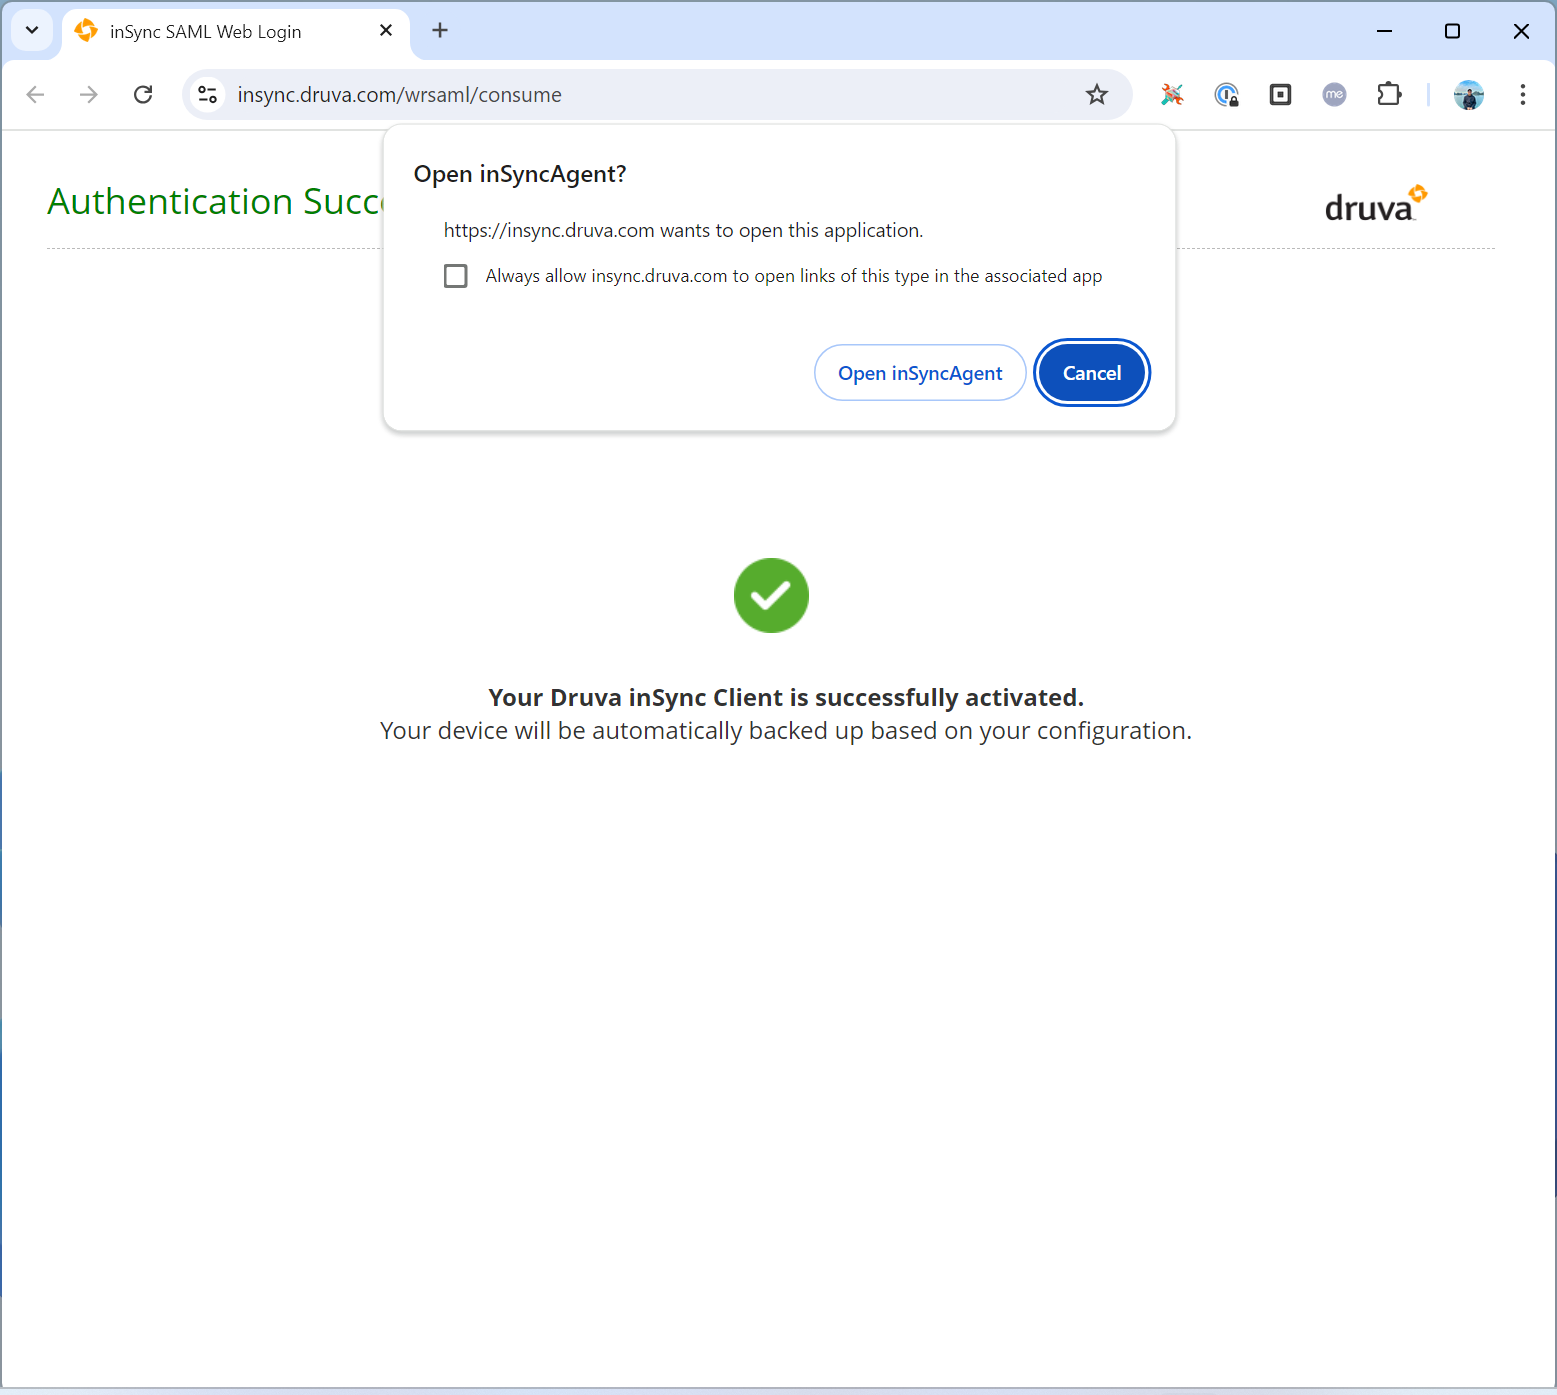 inSync SAML Web Login
insync.druva.com/wrsaml/consume
me
Open inSyncAgent?
Authentication
druva
https://insync.druva.com wants to open this application.
Always allow insync.druva.com to open links of this type in the associated app
Open inSyncAgent
Cancel
Your Druva inSync Client is successfully activated.
Your device will be automatically backed up based on your configuration.